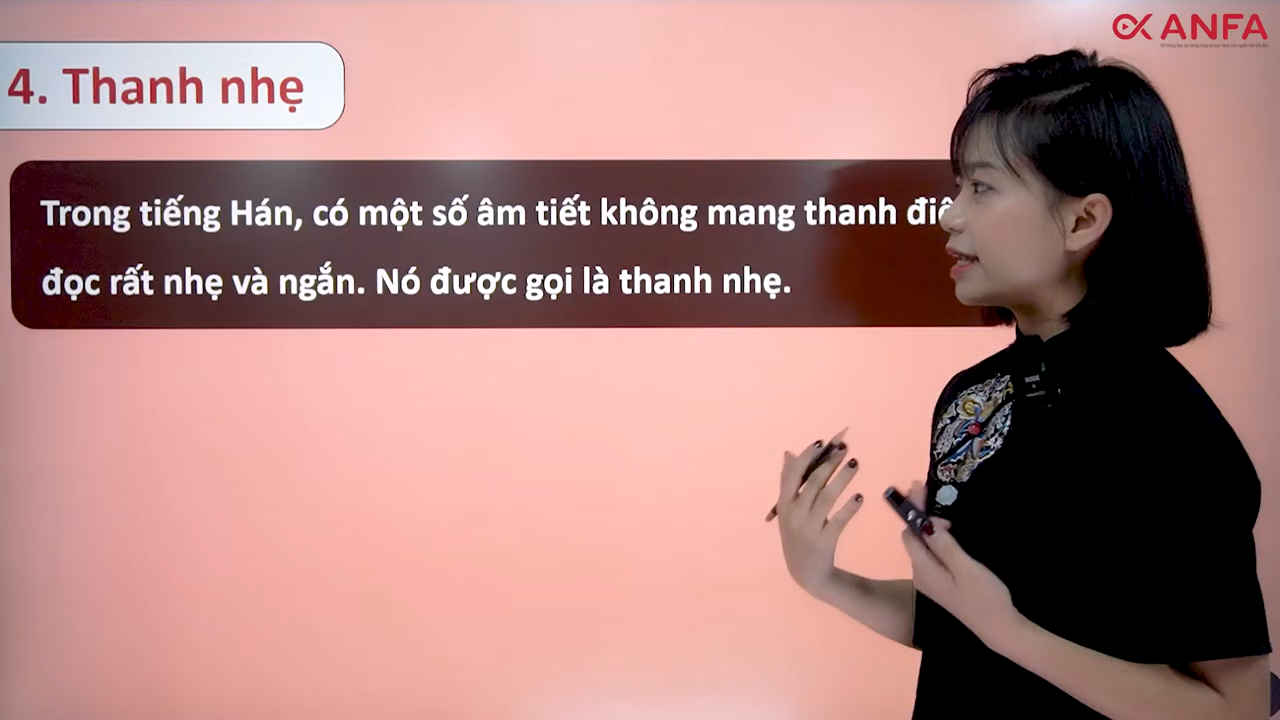 ANFA
4. Thanh nhẹ
Trong tiếng Hán, có một số âm tiết không mang thanh
đọc rất nhẹ và ngắn. Nó được gọi là thanh nhẹ.